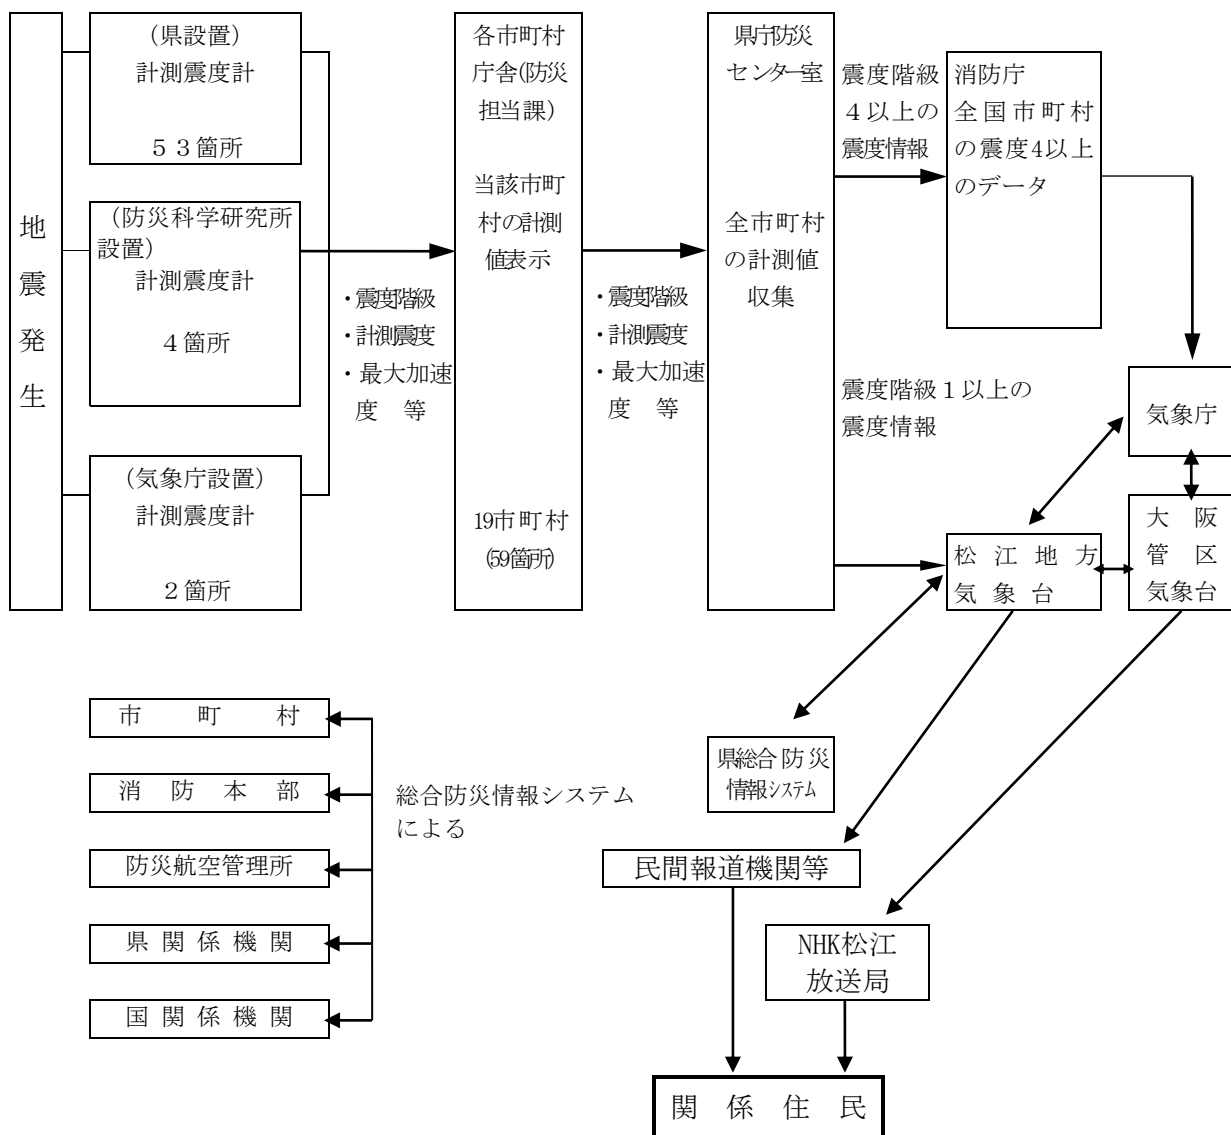 地
震
発
生
(県設置)
計測震度計
５３箇所
(防災科学研究所
設置)
計測震度計
４箇所
(気象庁設置)
計測震度計
２箇所
・震度階級
・計測震度
・最大加速
度　等
各市町村
庁舎(防災
担当課)
当該市町
村の計測
値表示
19市町村
(59箇所)
・震度階級
・計測震度
・最大加速
度　等
県庁防災
センター室
全市町村
の計測値
収集
震度階級
４以上の
震度情報
震度階級１以上の
震度情報
消防庁
全国市町村
の震度4以上
のデータ
気象庁
大　阪
管　区
気象台
松江地方
気象台
県総合防災
情報システム
民間報道機関等
NHK松江
放送局
関　係　住　民
市　町　村
消　防　本　部
防災航空管理所
県関係機関
国関係機関
総合防災情報システム
による